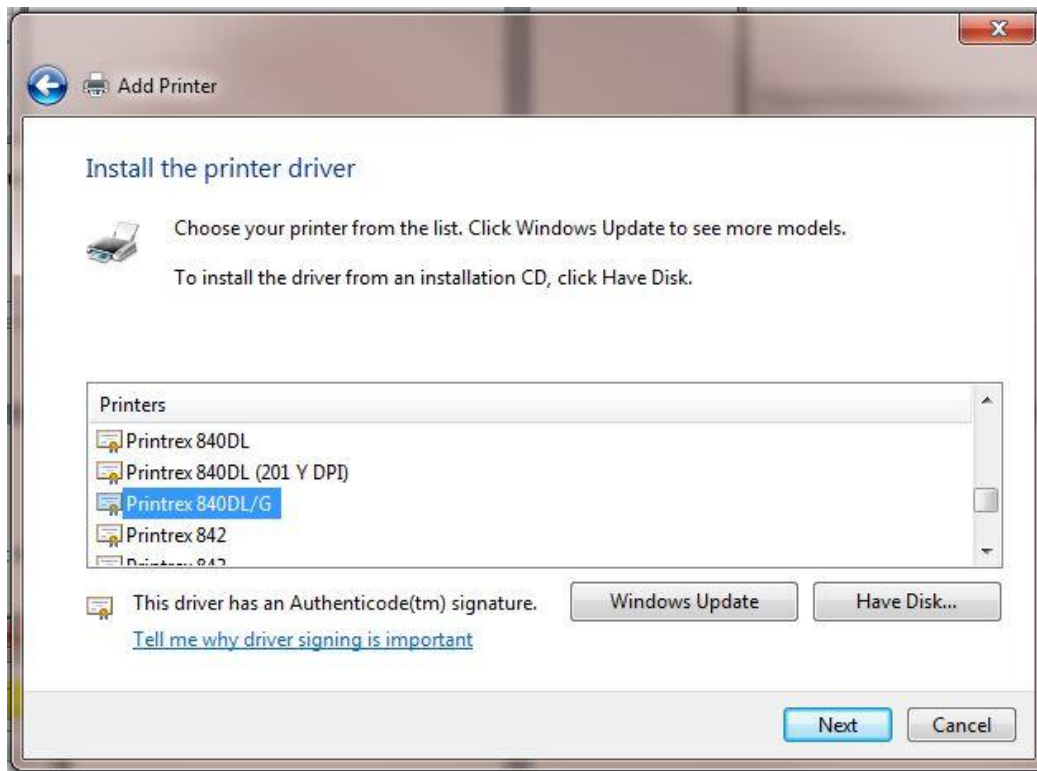 Add Printer
Install the printer driver
Choose your printer from the list. Click Windows Update to see more models.
To install the driver from an installation CD, click Have Disk.
Printers
Printrex 840DL
Printrex 840DL (201 Y DPI)
Printrex 840DL/G
Printrex 842
This driver has an Authenticode(tm) signature.
Windows Update
Have Disk...
Tell me why driver signing is important
Next
Cancel